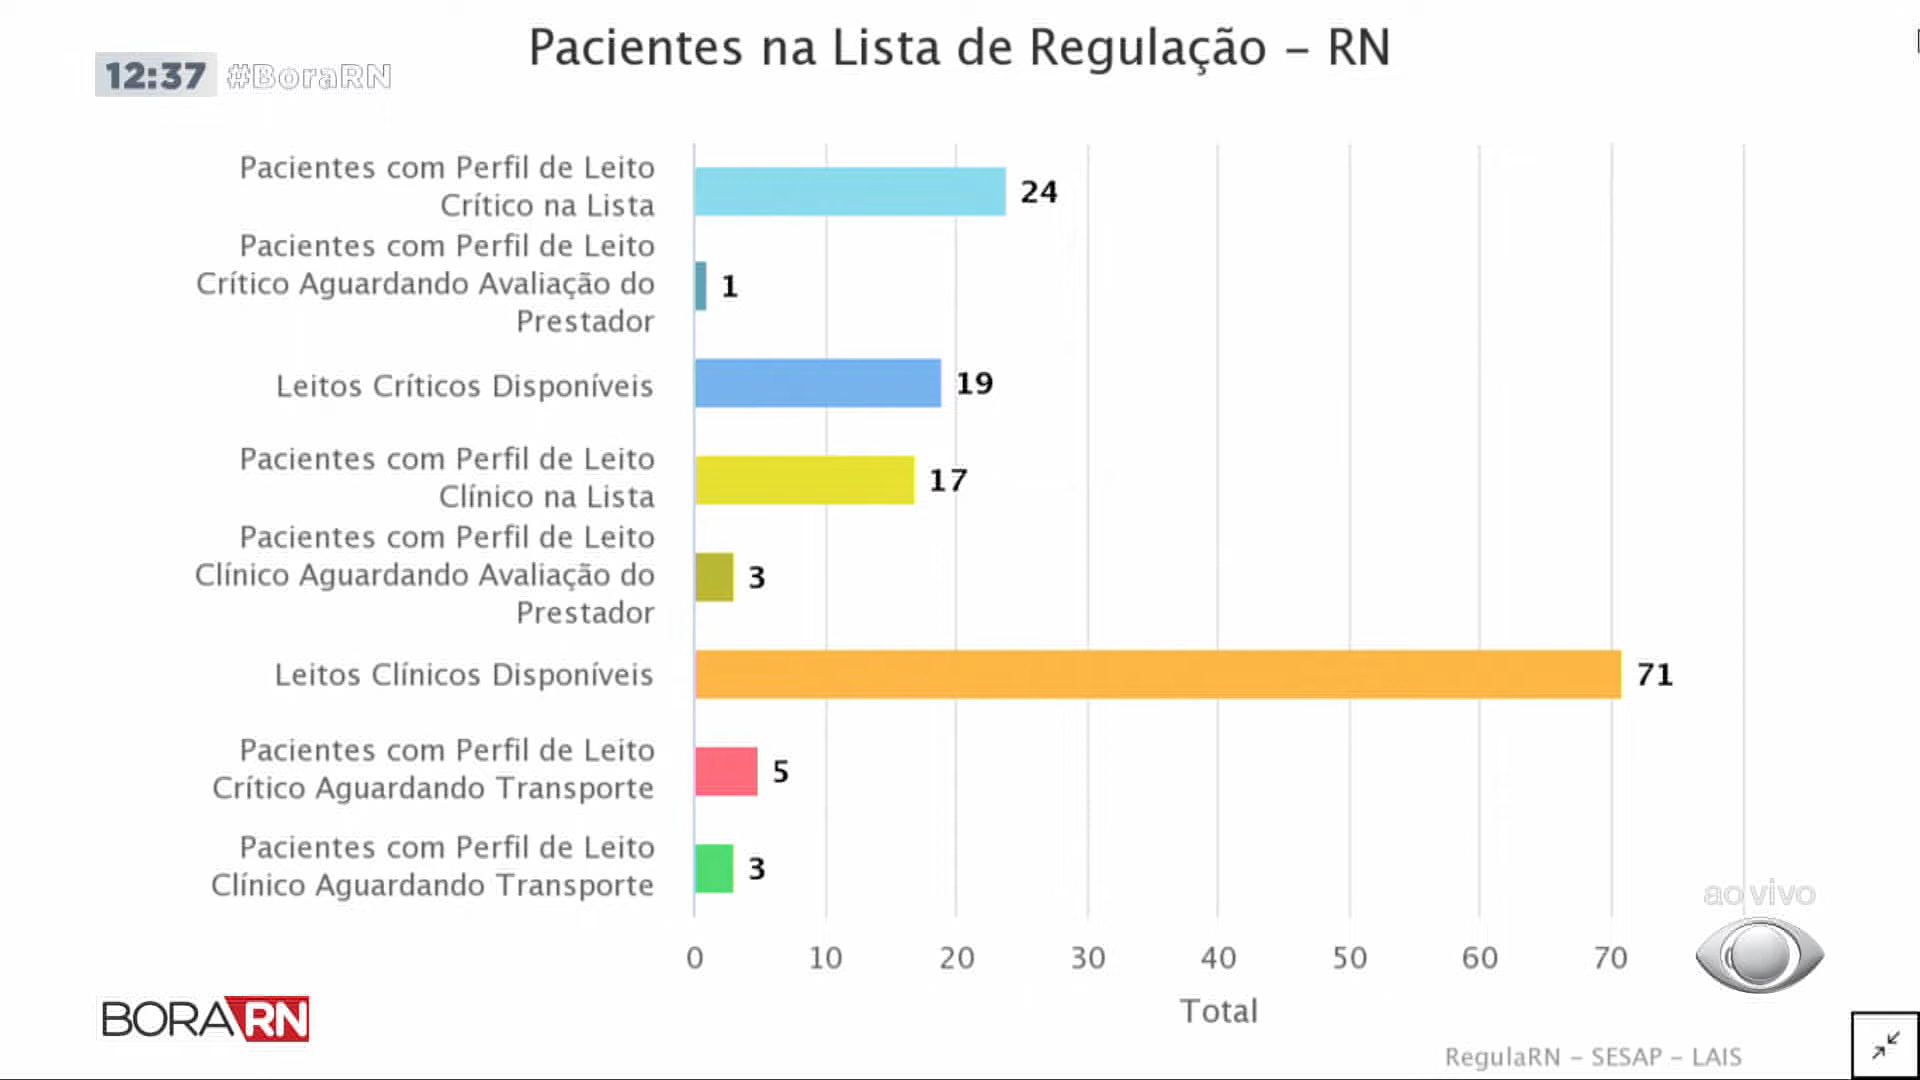 Pacientes na Lista de Regulação – RN
12:37 #BoraRN
Pacientes com Perfil de Leito
Crítico na Lista
24
Pacientes com Perfil de Leito
Crítico Aguardando Avaliação do
Prestador
1
Leitos Críticos Disponíveis
19
Pacientes com Perfil de Leito
Clínico na Lista
17
Pacientes com Perfil de Leito
Clínico Aguardando Avaliação do
Prestador
3
Leitos Clínicos Disponíveis
71
Pacientes com Perfil de Leito
Crítico Aguardando Transporte
5
Pacientes com Perfil de Leito
Clínico Aguardando Transporte
3
ao vivo
0 10 20 30 40 50 60 70
Total
BORARN
RegulaRN – SESAP – LAIS